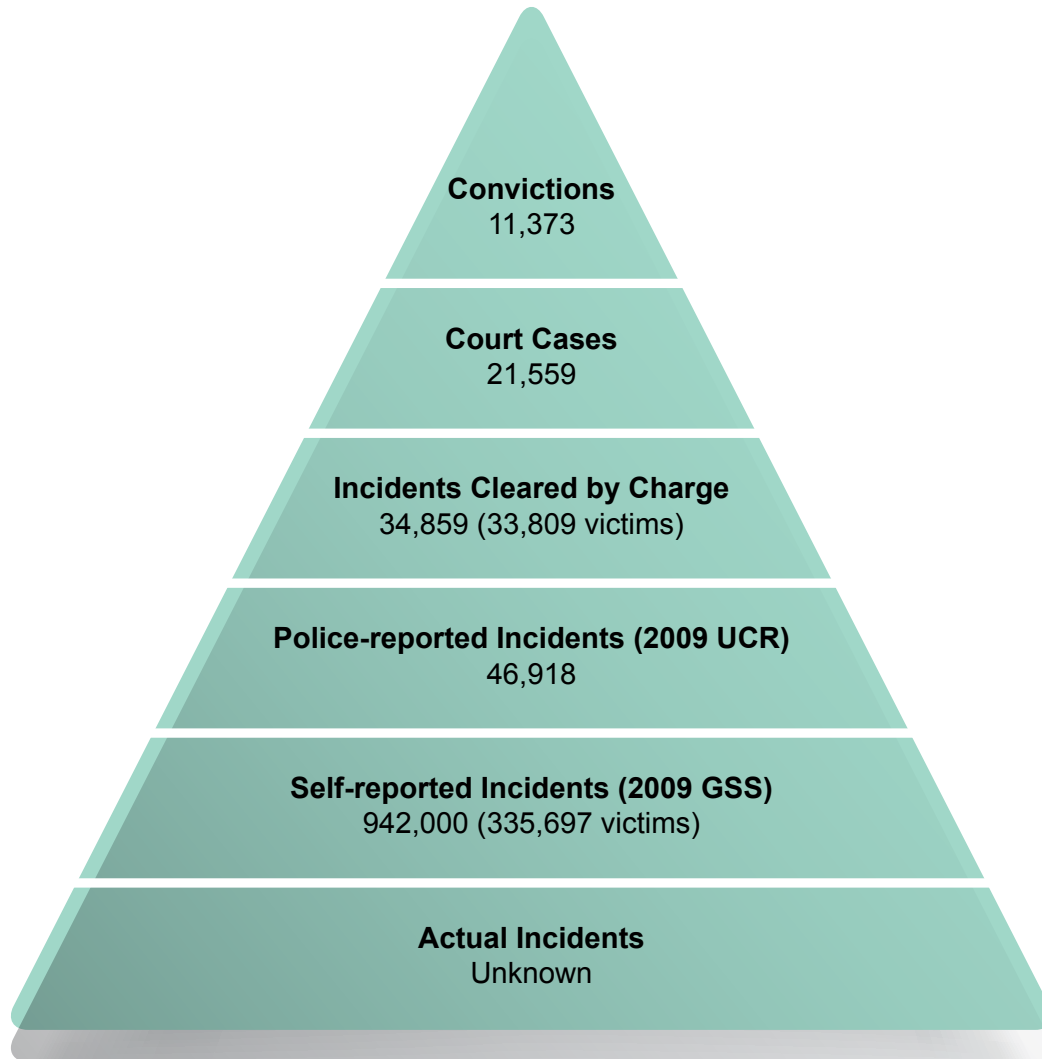 Convictions
11,373
Court Cases
21,559
Incidents Cleared by Charge
34,859 (33,809 victims)
Police-reported Incidents (2009 UCR)
46,918
Self-reported Incidents (2009 GSS)
942,000 (335,697 victims)
Actual Incidents
Unknown